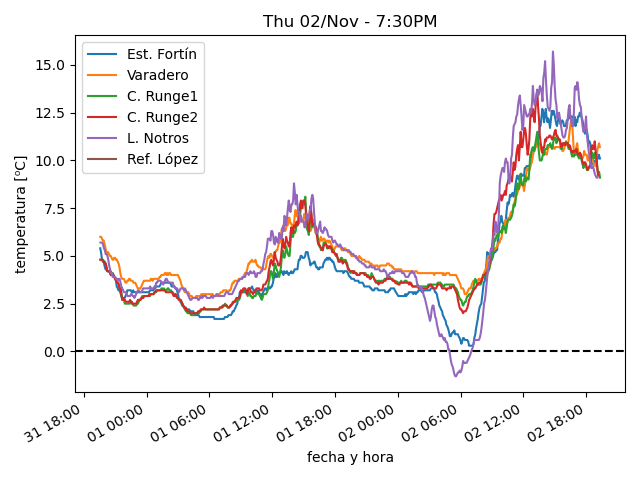 Thu 02/Nov - 7:30PM
temperatura [ºC]
15.0
12.5
10.0
7.5
5.0
2.5
0.0
Est. Fortín
Varadero
C. Runge1
C. Runge2
L. Notros
Ref. López
31 18:00
01 00:00
01 06:00
01 12:00
01 18:00
02 00:00
02 06:00
02 12:00
02 18:00
fecha y hora